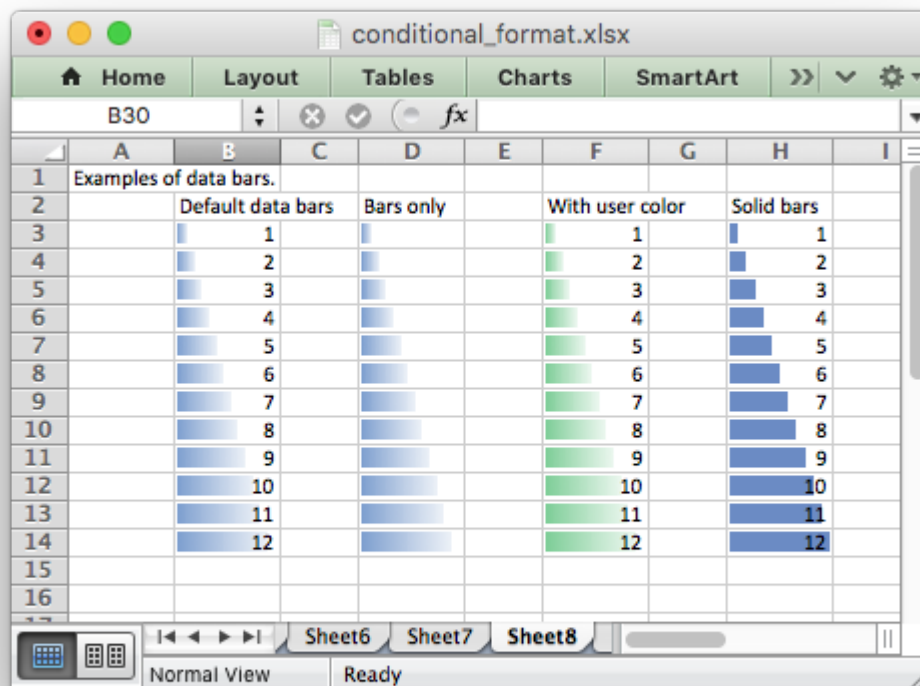 conditional_format.xlsx
Home Layout Tables Charts SmartArt
B30 fx
A B C D E F G H I
1 Examples of data bars.
2 Default data bars Bars only With user color Solid bars
3 1 1 1
4 2 2 2
5 3 3 3
6 4 4 4
7 5 5 5
8 6 6 6
9 7 7 7
10 8 8 8
11 9 9 9
12 10 10 10
13 11 11 11
14 12 12 12
15
16
17
Sheet6 Sheet7 Sheet8
Normal View Ready